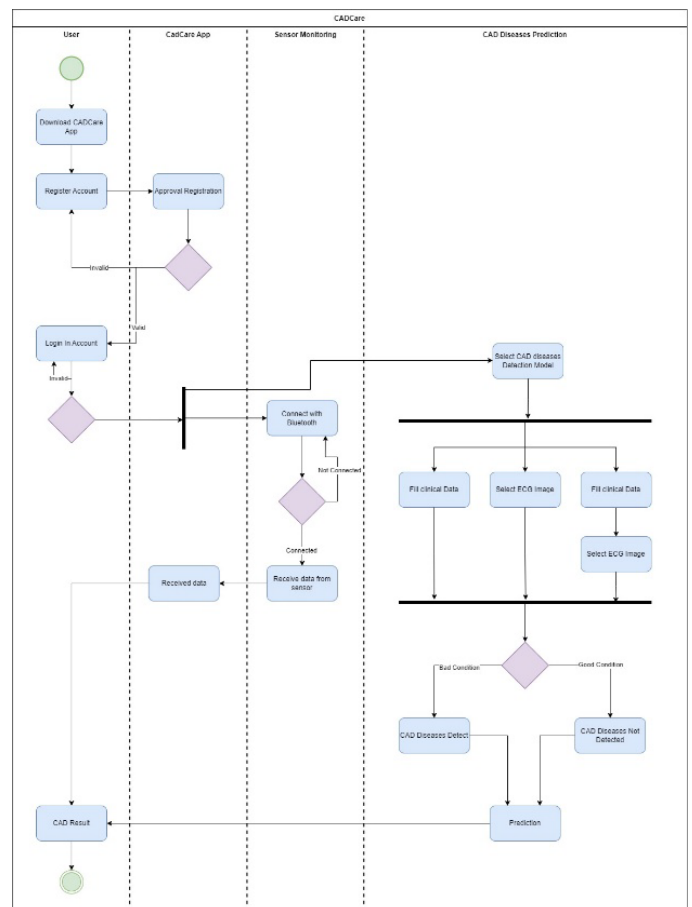 CADCare
User
CadCare App
Sensor Monitoring
CAD Diseases Prediction
Download CADCare
App
Register Account
Approval Registration
Invalid
Valid
Login In Account
Invalid
Select CAD diseases
Detection Model
Connect with
Bluetooth
Not Connected
Fill clinical Data
Select ECG Image
Fill clinical Data
Select ECG Image
Connected
Received data
Receive data from
sensor
Bad Condition
Good Condition
CAD Diseases Detect
CAD Diseases Not
Detected
CAD Result
Prediction